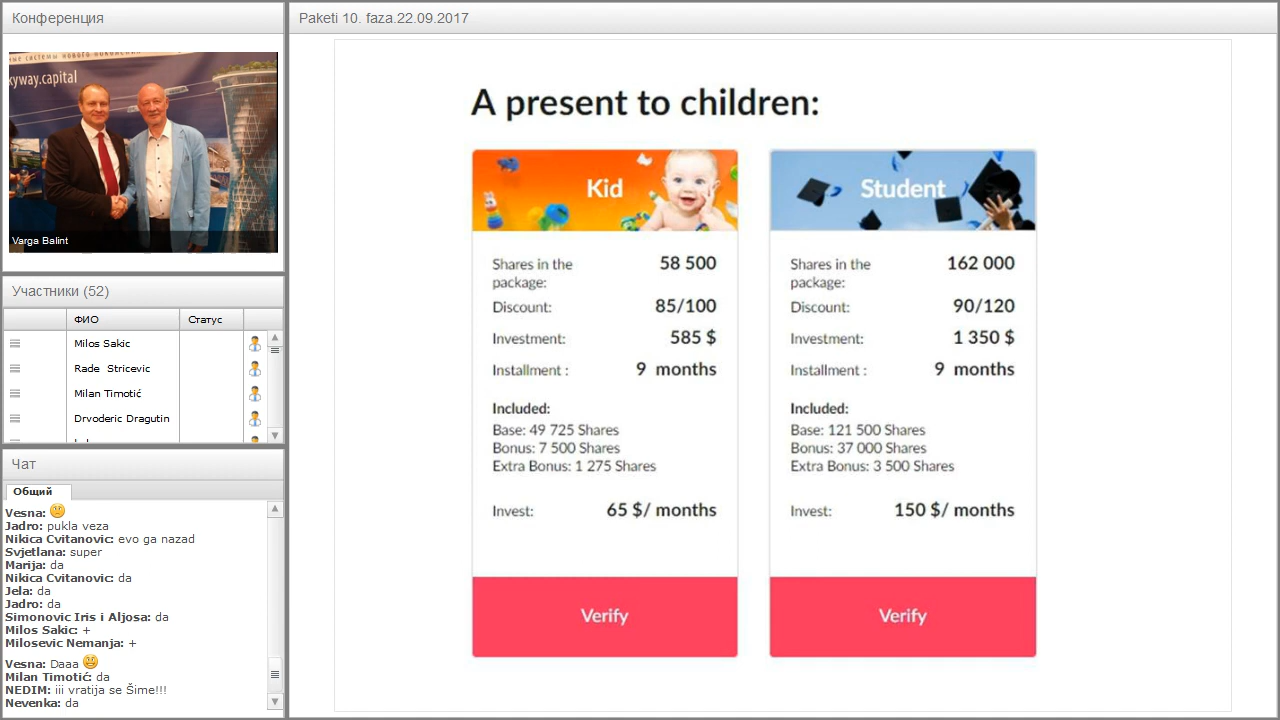 Конференция
ные системы нового поколения
kyway.capital
Varga Balint
Участники (52)
ФИО Статус
Milos Sakic
Rade Stricevic
Milan Timotić
Drvoderic Dragutin
Чат
Общий
Vesna:
Jadro: pukla veza
Nikica Cvitanovic: evo ga nazad
Svjetlana: super
Marija: da
Nikica Cvitanovic: da
Jela: da
Jadro: da
Simonovic Iris i Aljosa: da
Milos Sakic: +
Milosevic Nemanja: +
Vesna: Daaa
Milan Timotić: da
NEDIM: iii vratija se Šime!!!
Nevenka: da
Paketi 10. faza.22.09.2017
A present to children:
Kid
Shares in the package: 58 500
Discount: 85/100
Investment: 585 $
Installment : 9 months
Included:
Base: 49 725 Shares
Bonus: 7 500 Shares
Extra Bonus: 1 275 Shares
Invest: 65 $/ months
Verify
Student
Shares in the package: 162 000
Discount: 90/120
Investment: 1 350 $
Installment : 9 months
Included:
Base: 121 500 Shares
Bonus: 37 000 Shares
Extra Bonus: 3 500 Shares
Invest: 150 $/ months
Verify